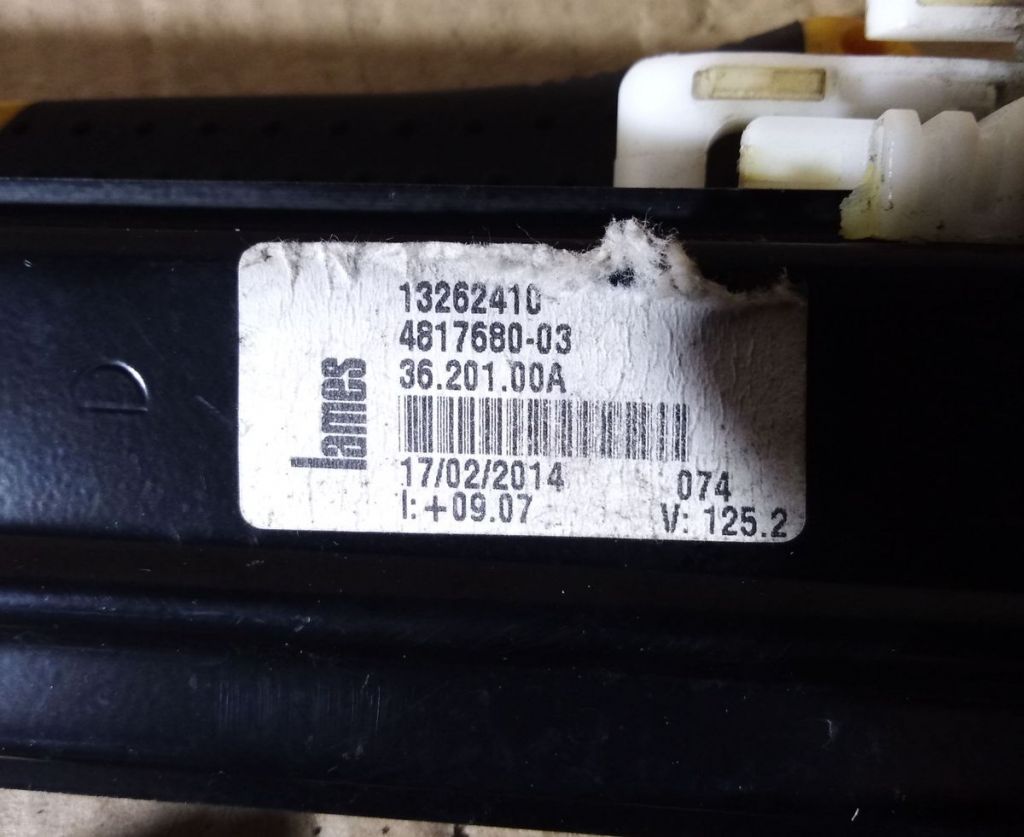 13262410
4817680-03
36.201.00A
lames
17/02/2014 074
I: +09.07 V: 125.2
D